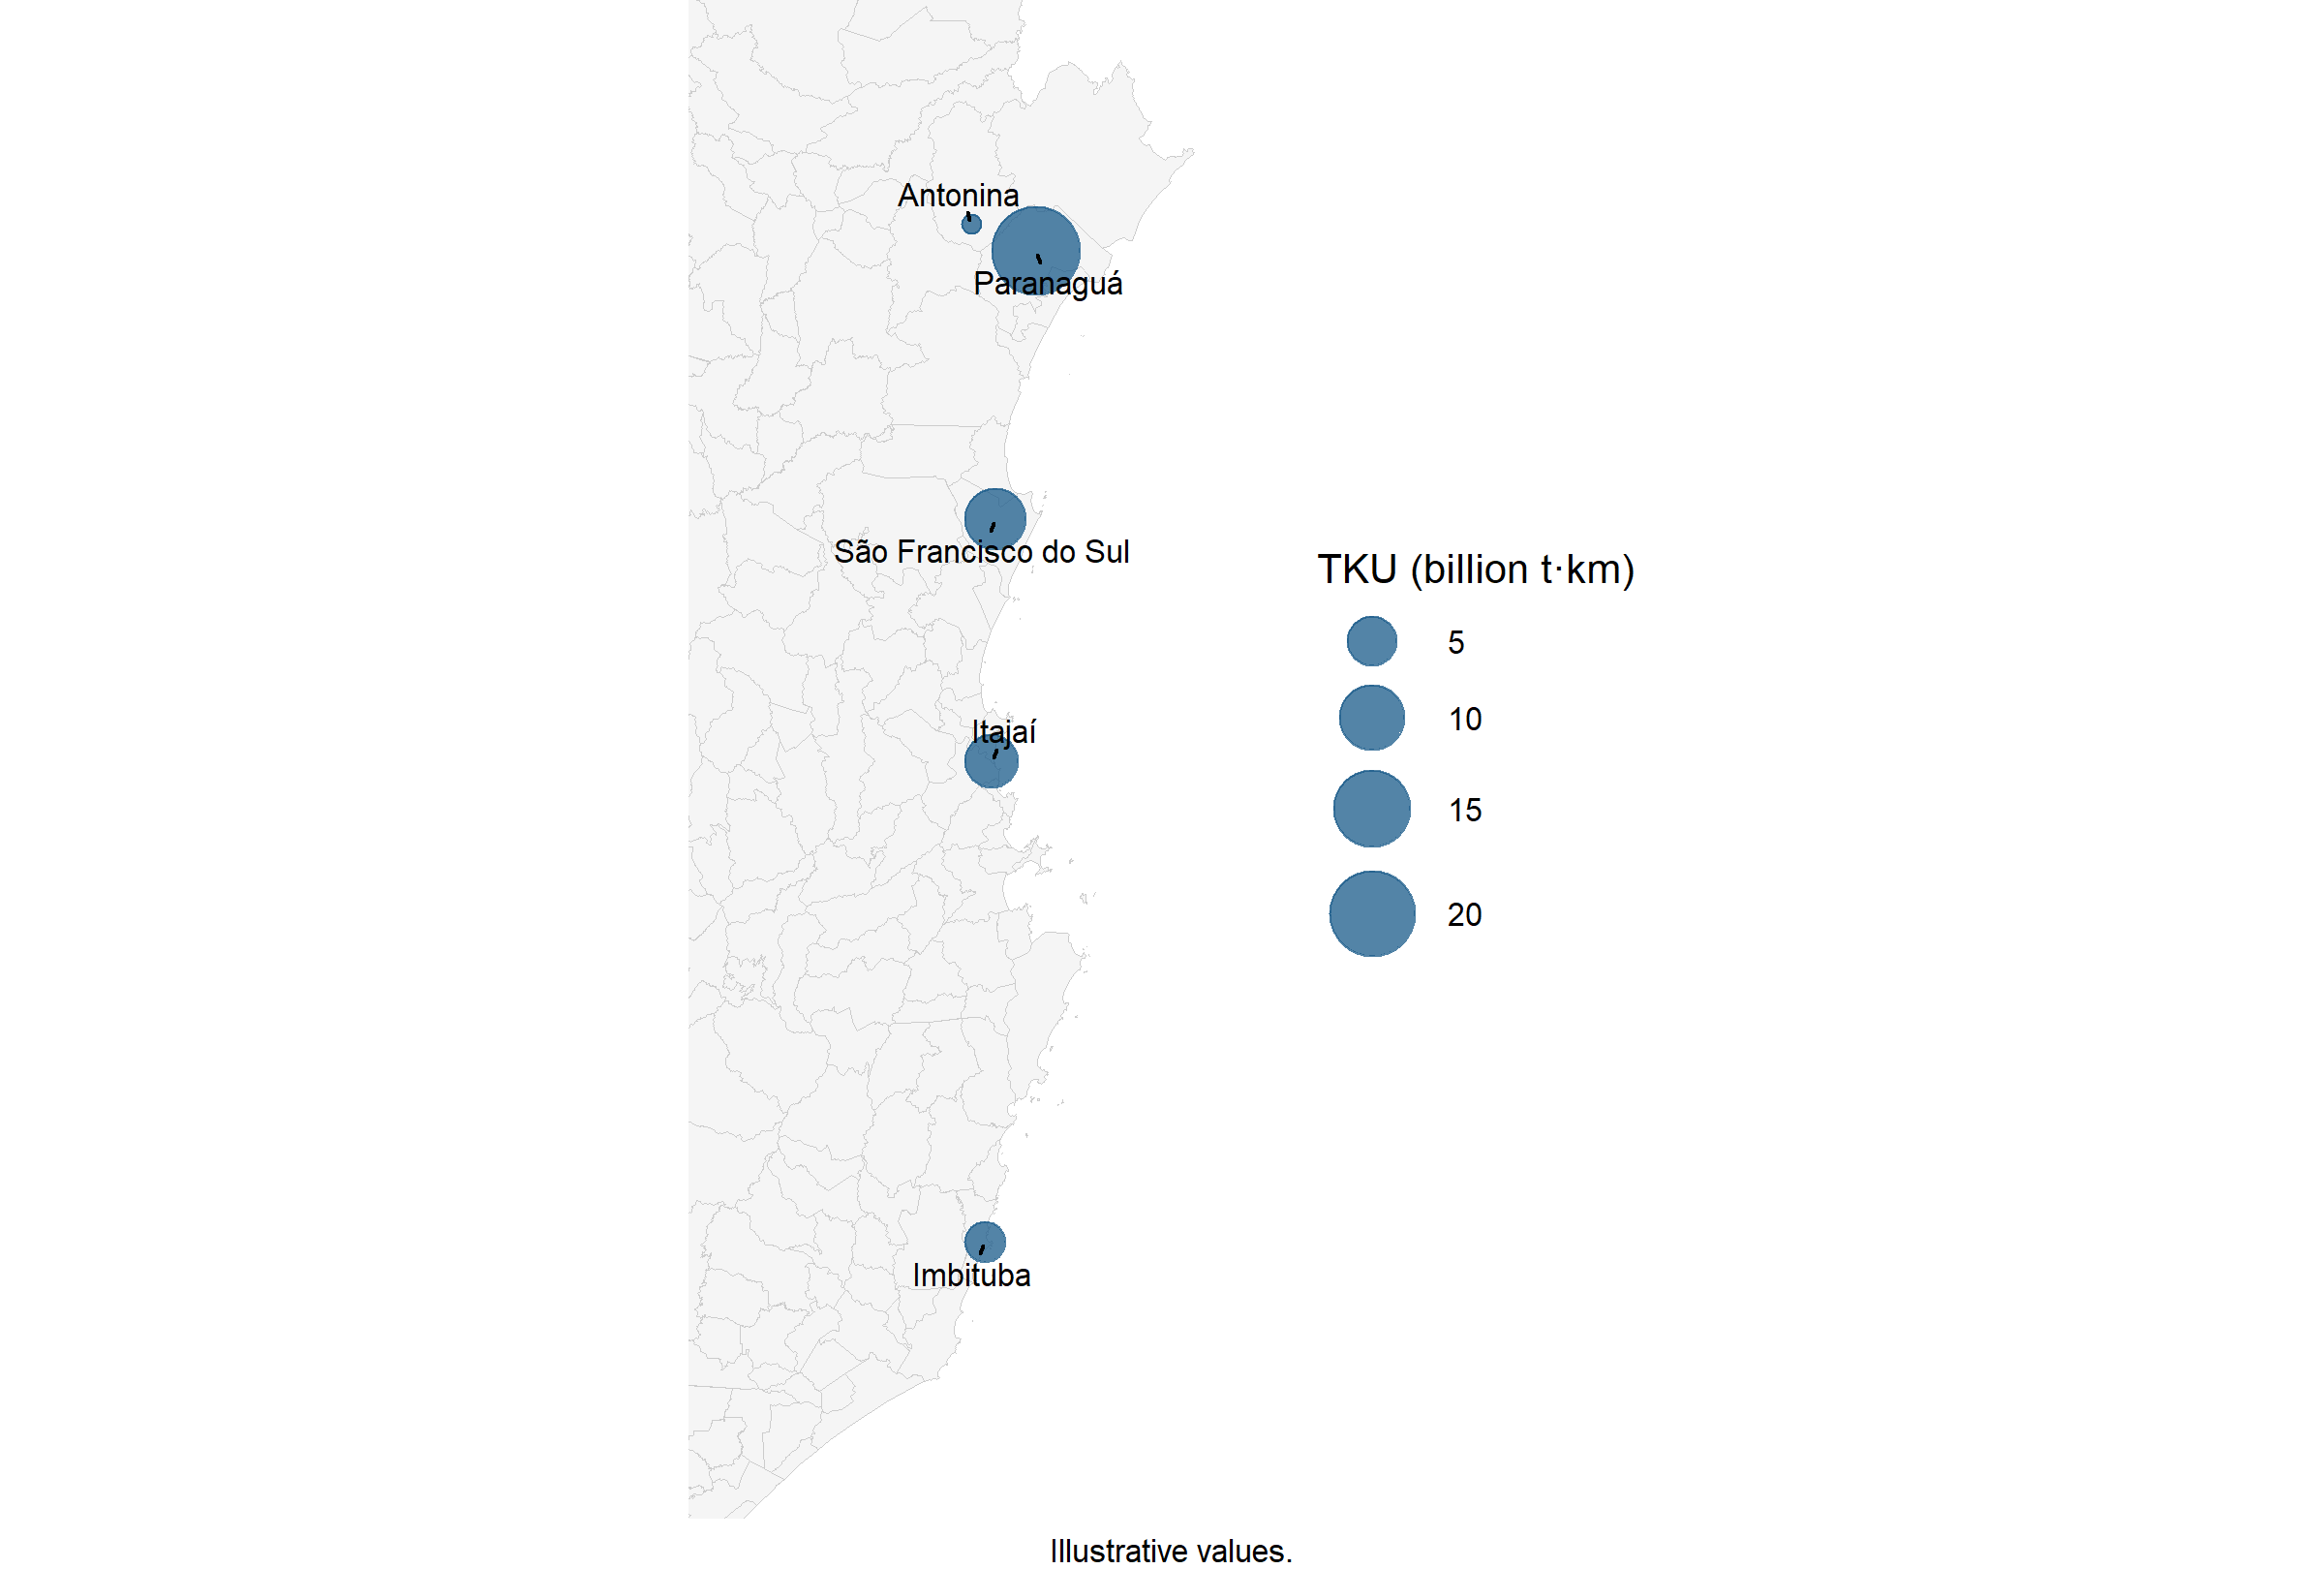 Antonina
Paranaguá
São Francisco do Sul
Itajaí
Imbituba
TKU (billion t·km)
5
10
15
20
Illustrative values.